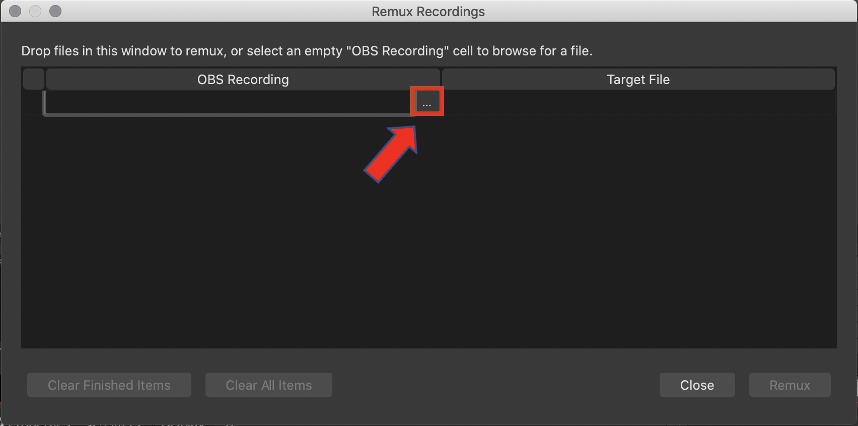 Remux Recordings
Drop files in this window to remux, or select an empty "OBS Recording" cell to browse for a file.
OBS Recording
Target File
...
Clear Finished Items
Clear All Items
Close
Remux